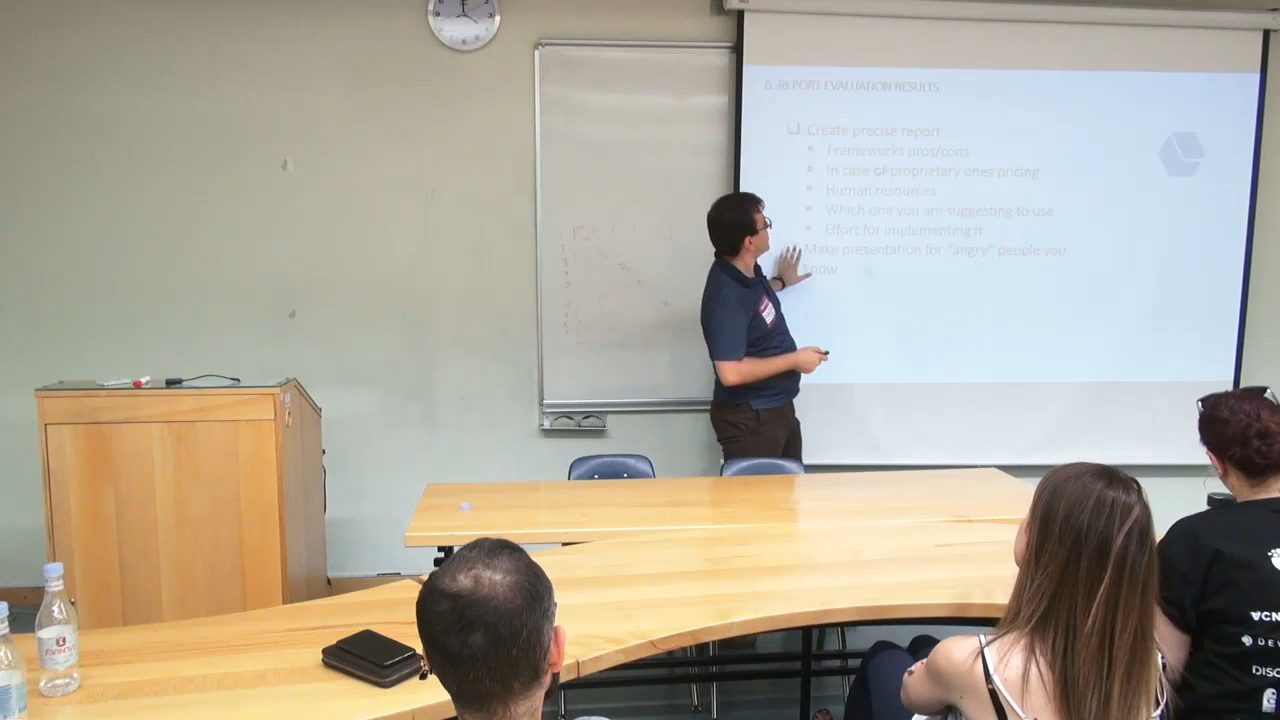 6. REPORT EVALUATION RESULTS
Create precise report
Frameworks pros/cons
In case of proprietary ones pricing
Human resources
Which one you are suggesting to use
Effort for implementing it
Make presentation for "angry" people you
DISC